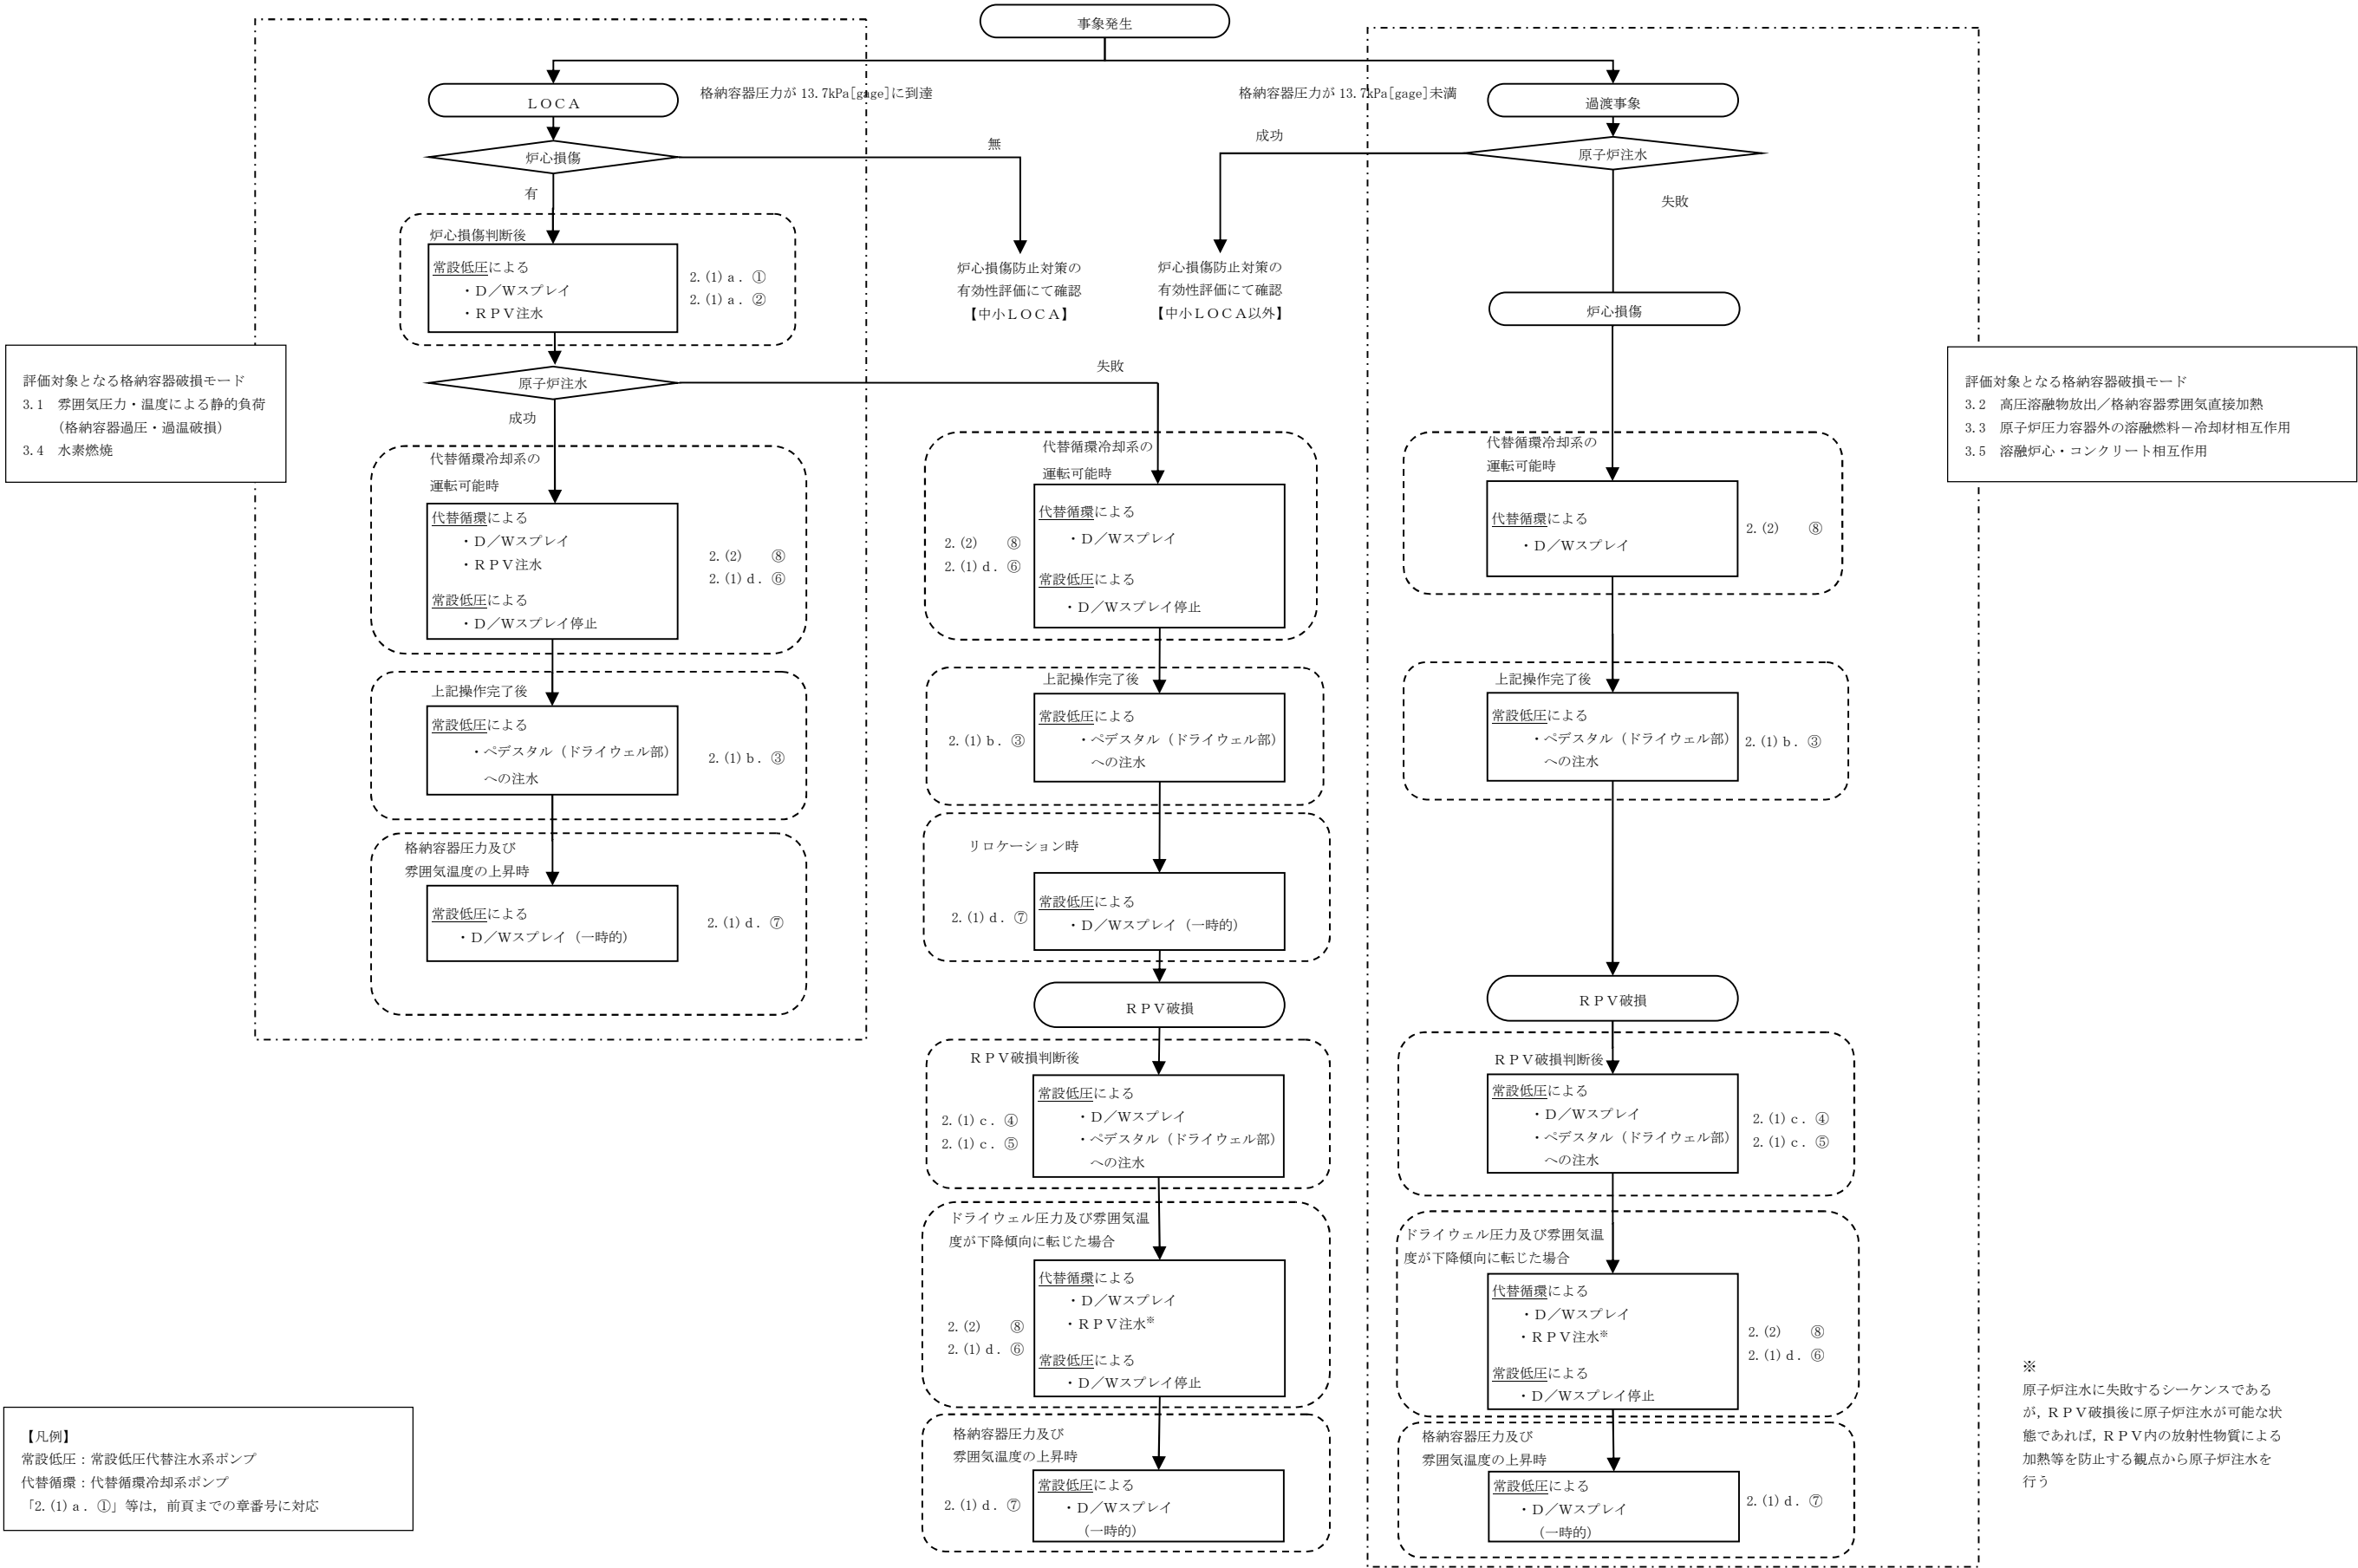 事象発生
ＬＯＣＡ
格納容器圧力が 13.7kPa[gage]に到達
格納容器圧力が 13.7kPa[gage]未満
過渡事象
炉心損傷
無
有
成功
原子炉注水
失敗
炉心損傷判断後
常設低圧による
・Ｄ／Ｗスプレイ
・ＲＰＶ注水
2.(1)ａ．①
2.(1)ａ．②
炉心損傷防止対策の
有効性評価にて確認
【中小ＬＯＣＡ】
炉心損傷防止対策の
有効性評価にて確認
【中小ＬＯＣＡ以外】
炉心損傷
評価対象となる格納容器破損モード
3.1　雰囲気圧力・温度による静的負荷
（格納容器過圧・過温破損）
3.4　水素燃焼
原子炉注水
失敗
成功
評価対象となる格納容器破損モード
3.2　高圧溶融物放出／格納容器雰囲気直接加熱
3.3　原子炉圧力容器外の溶融燃料－冷却材相互作用
3.5　溶融炉心・コンクリート相互作用
代替循環冷却系の
運転可能時
代替循環による
・Ｄ／Ｗスプレイ
・ＲＰＶ注水
常設低圧による
・Ｄ／Ｗスプレイ停止
2.(2)　　⑧
2.(1)ｄ．⑥
上記操作完了後
常設低圧による
・ペデスタル（ドライウェル部）
への注水
2.(1)ｂ．③
格納容器圧力及び
雰囲気温度の上昇時
常設低圧による
・Ｄ／Ｗスプレイ（一時的）
2.(1)ｄ．⑦
代替循環冷却系の
運転可能時
2.(2)　　⑧
2.(1)ｄ．⑥
代替循環による
・Ｄ／Ｗスプレイ
常設低圧による
・Ｄ／Ｗスプレイ停止
上記操作完了後
2.(1)ｂ．③
常設低圧による
・ペデスタル（ドライウェル部）
への注水
リロケーション時
2.(1)ｄ．⑦
常設低圧による
・Ｄ／Ｗスプレイ（一時的）
ＲＰＶ破損
ＲＰＶ破損判断後
2.(1)ｃ．④
2.(1)ｃ．⑤
常設低圧による
・Ｄ／Ｗスプレイ
・ペデスタル（ドライウェル部）
への注水
ドライウェル圧力及び雰囲気温
度が下降傾向に転じた場合
2.(2)　　⑧
2.(1)ｄ．⑥
代替循環による
・Ｄ／Ｗスプレイ
・ＲＰＶ注水※
常設低圧による
・Ｄ／Ｗスプレイ停止
格納容器圧力及び
雰囲気温度の上昇時
2.(1)ｄ．⑦
常設低圧による
・Ｄ／Ｗスプレイ
（一時的）
代替循環冷却系の
運転可能時
代替循環による
・Ｄ／Ｗスプレイ
2.(2)　　⑧
上記操作完了後
常設低圧による
・ペデスタル（ドライウェル部）
への注水
2.(1)ｂ．③
ＲＰＶ破損
ＲＰＶ破損判断後
常設低圧による
・Ｄ／Ｗスプレイ
・ペデスタル（ドライウェル部）
への注水
2.(1)ｃ．④
2.(1)ｃ．⑤
ドライウェル圧力及び雰囲気温
度が下降傾向に転じた場合
代替循環による
・Ｄ／Ｗスプレイ
・ＲＰＶ注水※
常設低圧による
・Ｄ／Ｗスプレイ停止
2.(2)　　⑧
2.(1)ｄ．⑥
格納容器圧力及び
雰囲気温度の上昇時
常設低圧による
・Ｄ／Ｗスプレイ
（一時的）
2.(1)ｄ．⑦
※
原子炉注水に失敗するシーケンスである
が，ＲＰＶ破損後に原子炉注水が可能な状
態であれば，ＲＰＶ内の放射性物質による
加熱等を防止する観点から原子炉注水を
行う
【凡例】
常設低圧：常設低圧代替注水系ポンプ
代替循環：代替循環冷却系ポンプ
「2.(1)ａ．①」等は，前頁までの章番号に対応